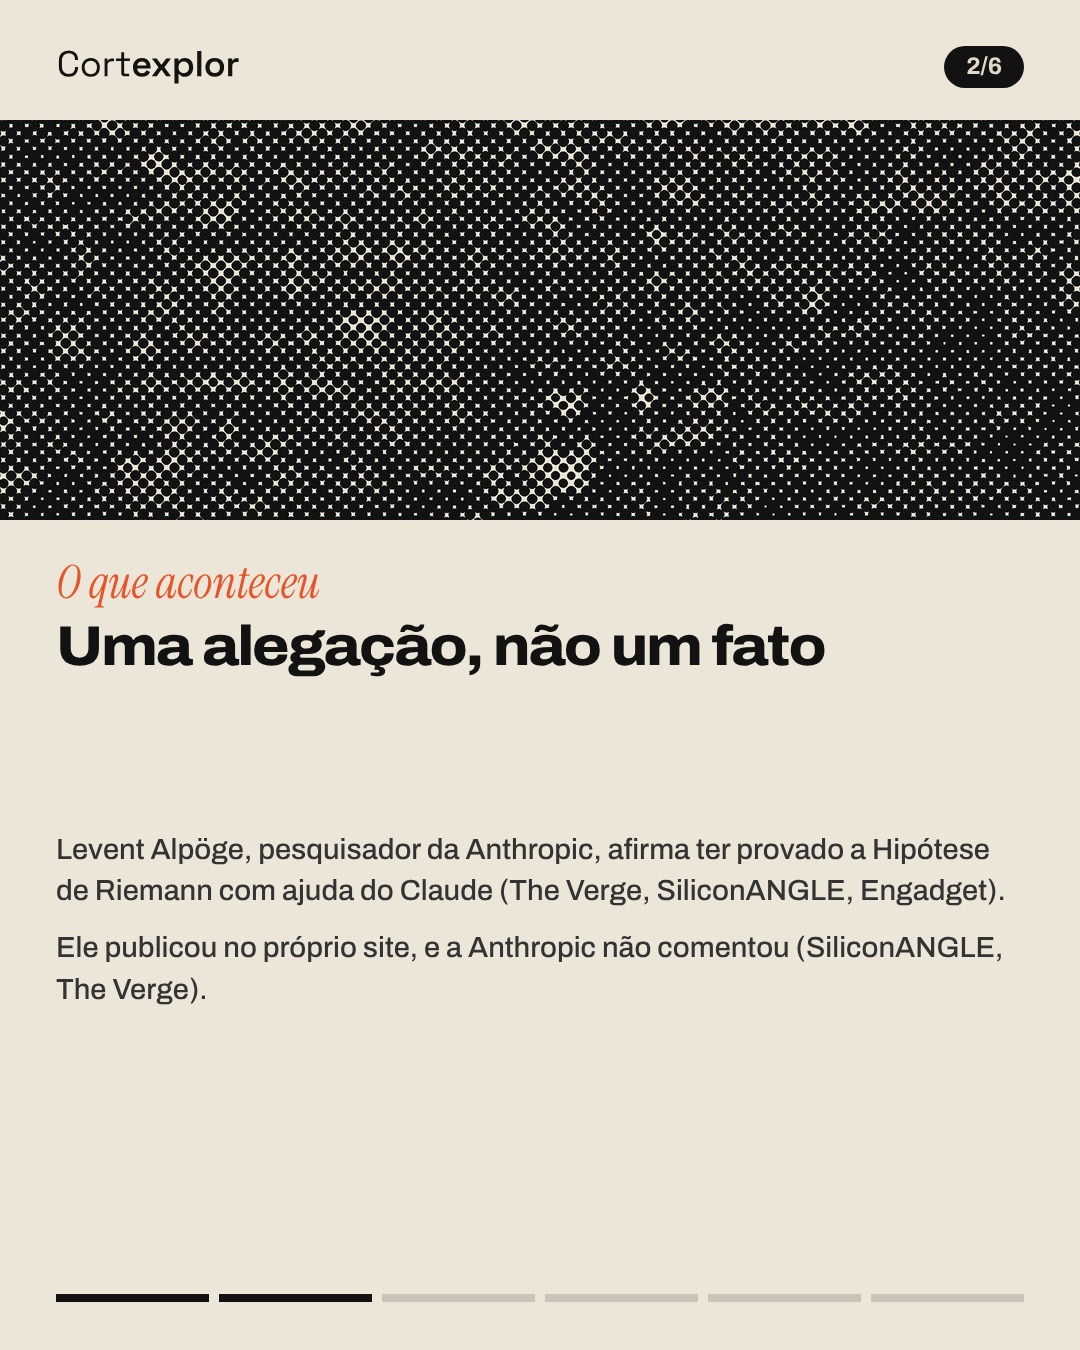 Cortexplor
2/6
O que aconteceu
Uma alegação, não um fato
Levent Alpöge, pesquisador da Anthropic, afirma ter provado a Hipótese
de Riemann com ajuda do Claude (The Verge, SiliconANGLE, Engadget).
Ele publicou no próprio site, e a Anthropic não comentou (SiliconANGLE,
The Verge).